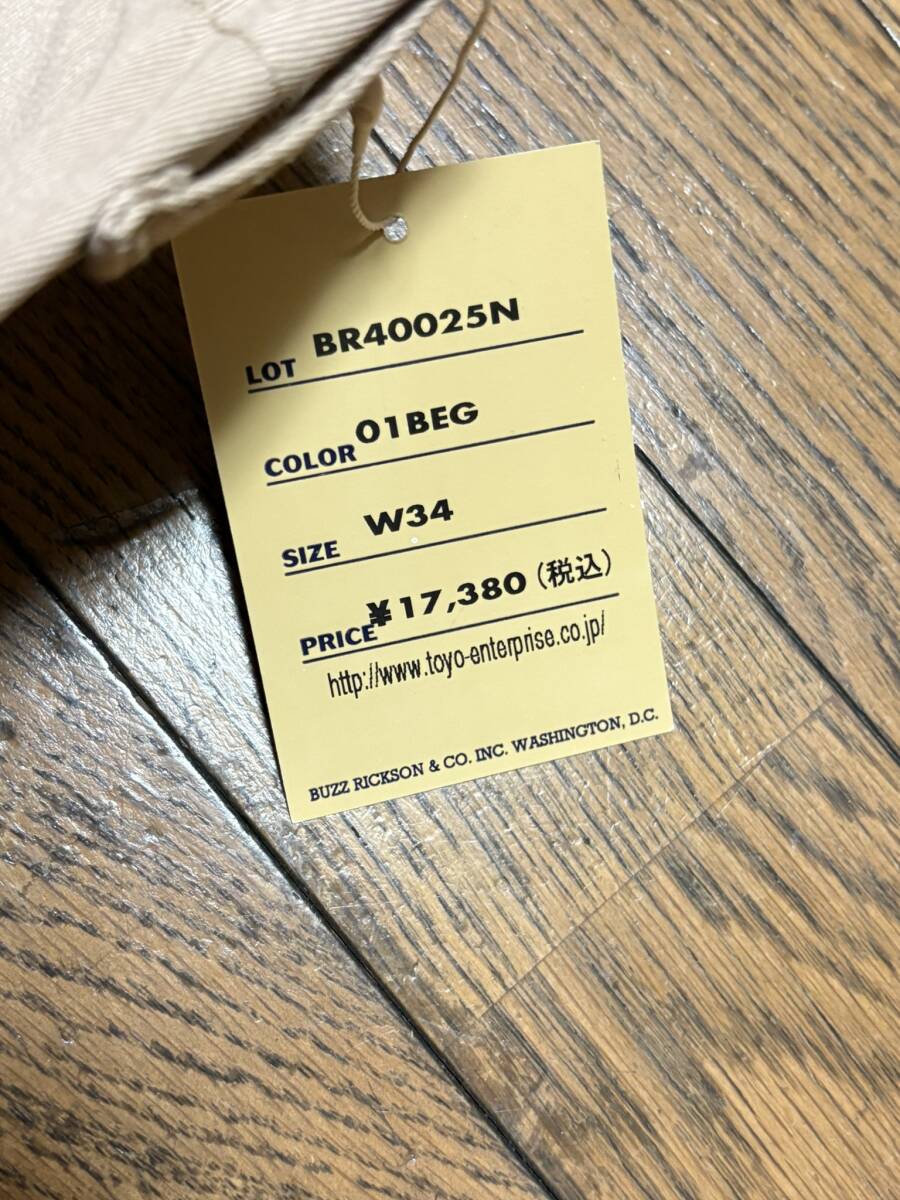 LOT BR40025N
COLOR 01BEG
SIZE W34
PRICE ¥17,380(税込)
http://www.toyo-enterprise.co.jp/
BUZZ RICKSON & CO. INC. WASHINGTON, D.C.